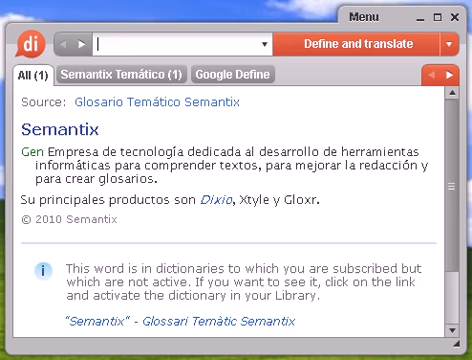 Menu
di
Define and translate
All (1) Semantix Temático (1) Google Define
Source: Glosario Temático Semantix
Semantix
Gen Empresa de tecnología dedicada al desarrollo de herramientas
informáticas para comprender textos, para mejorar la redacción y
para crear glosarios.
Su principales productos son Dixio, Xtyle y Gloxr.
© 2010 Semantix
i
This word is in dictionaries to which you are subscribed but
which are not active. If you want to see it, click on the link
and activate the dictionary in your Library.
"Semantix" - Glossari Temàtic Semantix